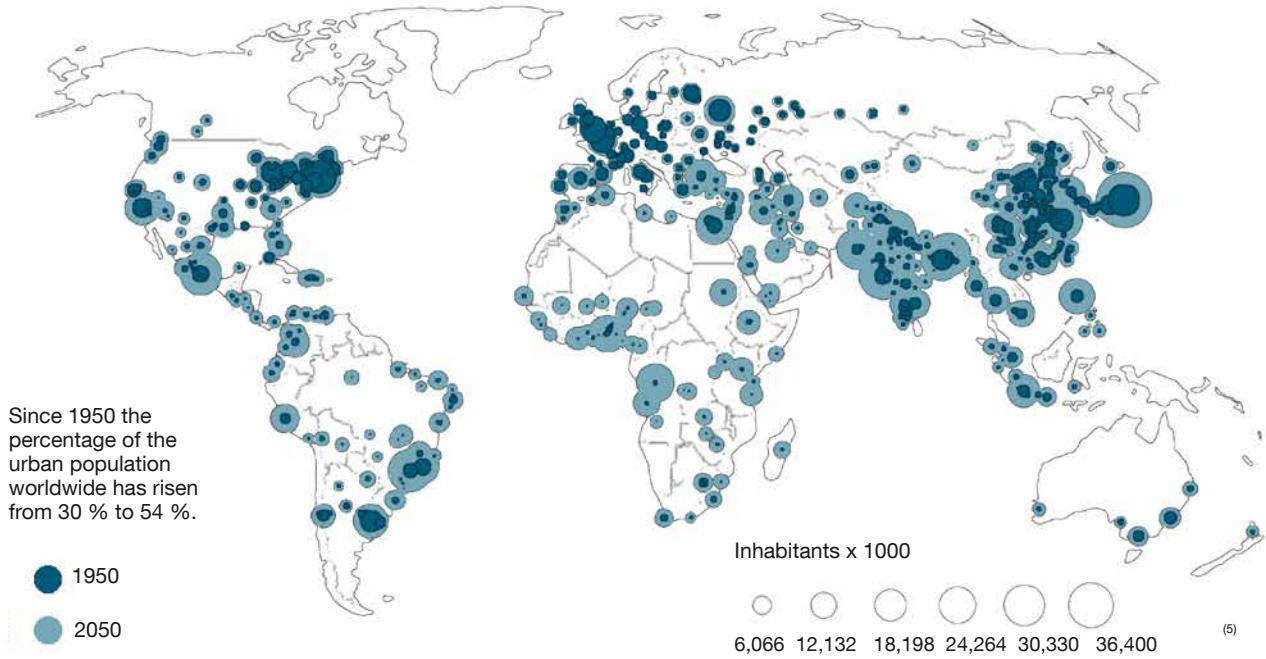 Since 1950 the
percentage of the
urban population
worldwide has risen
from 30 % to 54 %.
1950
2050
Inhabitants x 1000
6,066 12,132 18,198 24,264 30,330 36,400
(5)